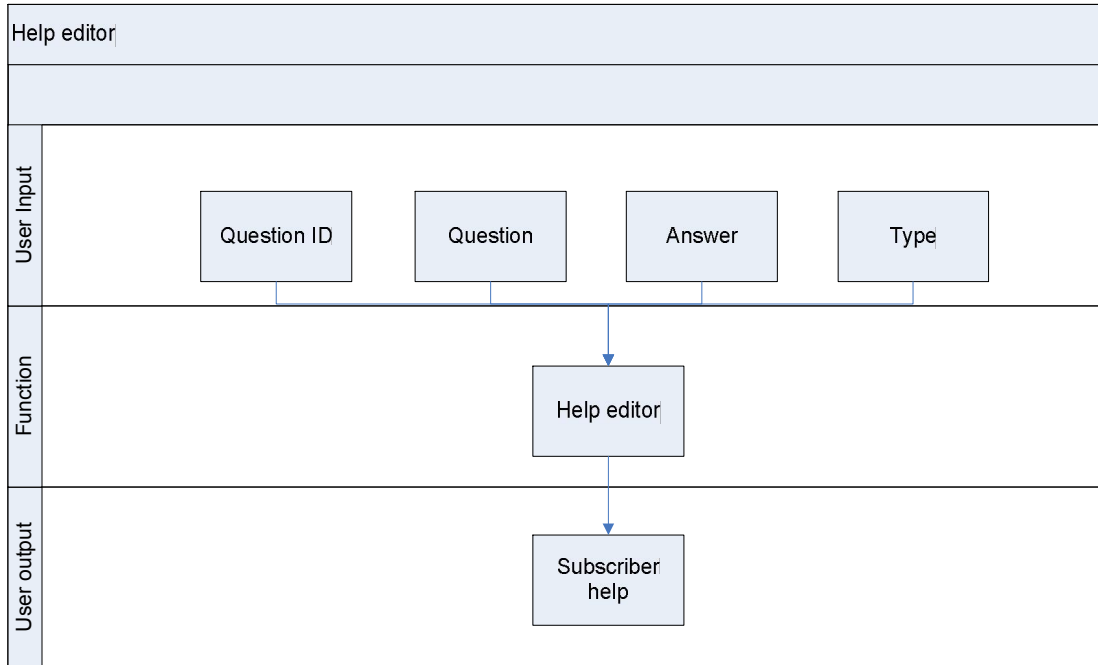 Help editor
User Input
Question ID
Question
Answer
Type
Function
Help editor
User output
Subscriber
help